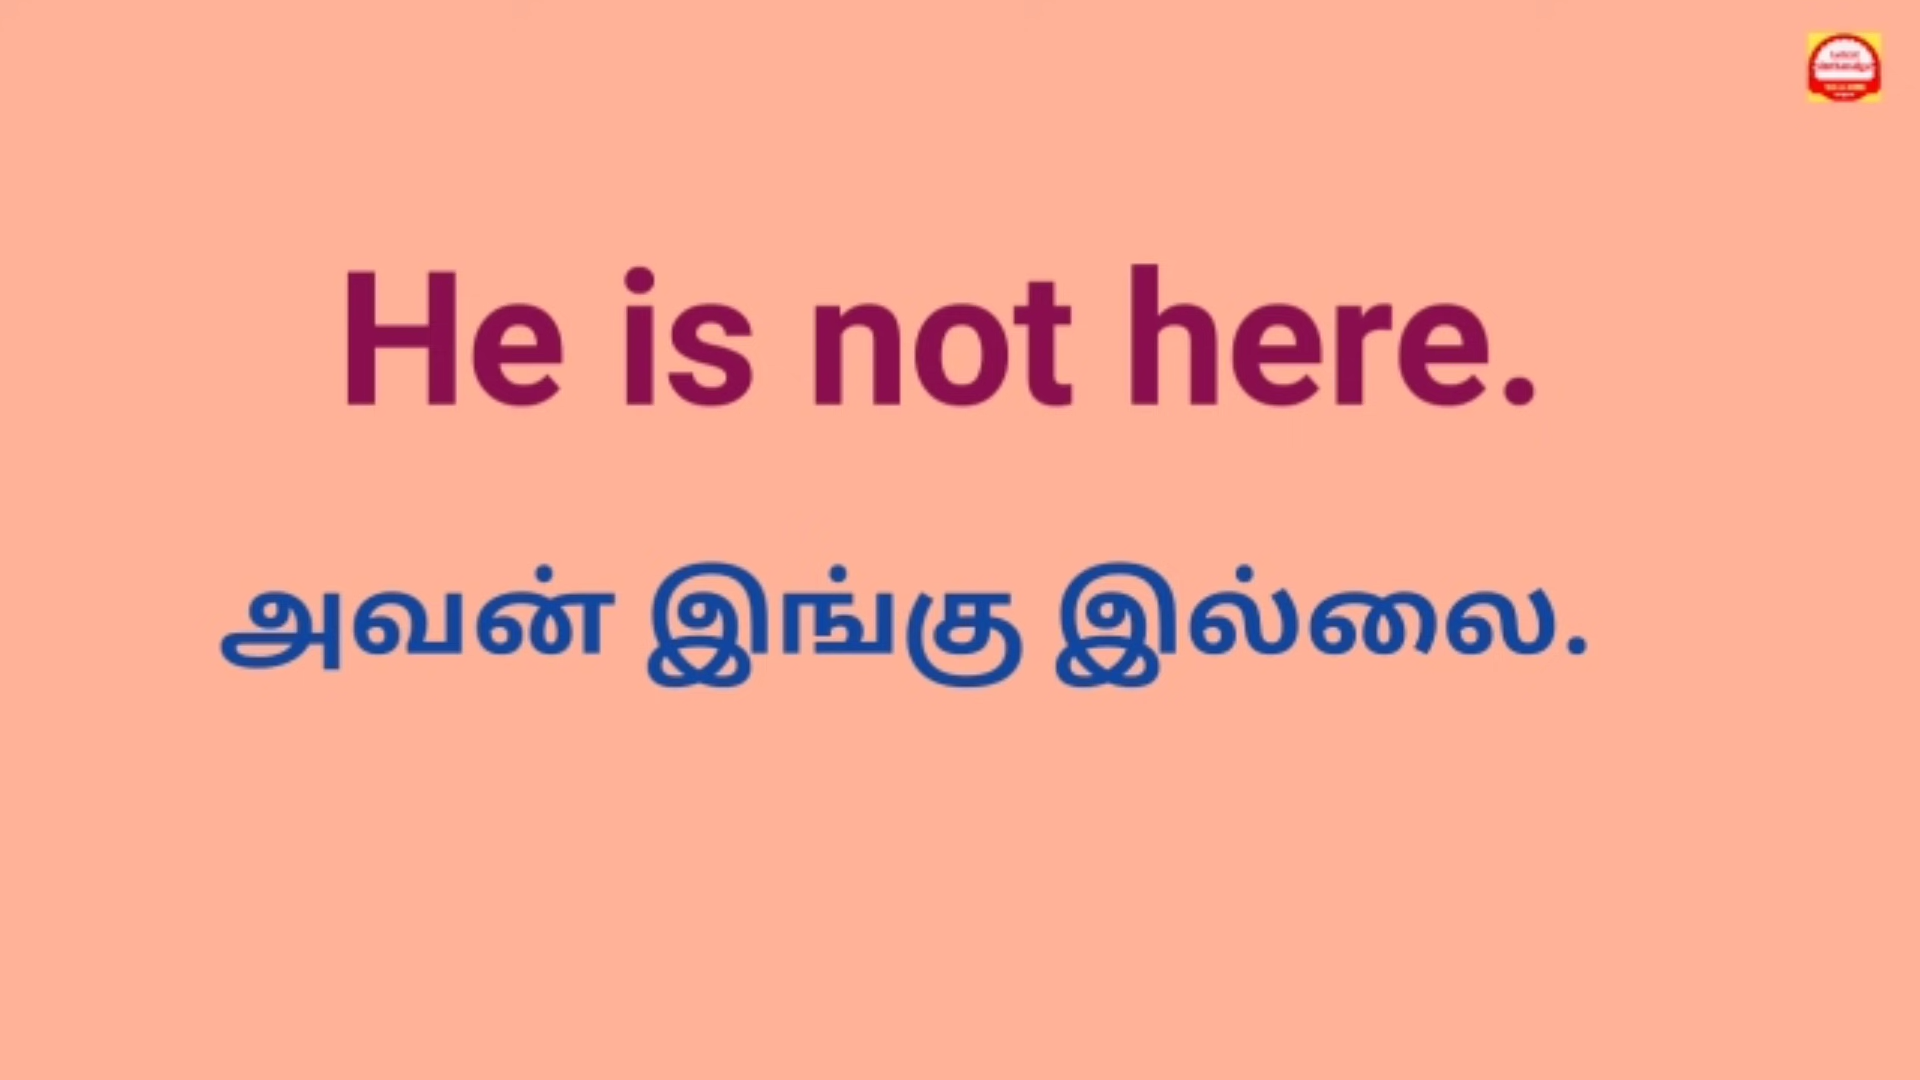 He is not here.
அவன் இங்கு இல்லை.